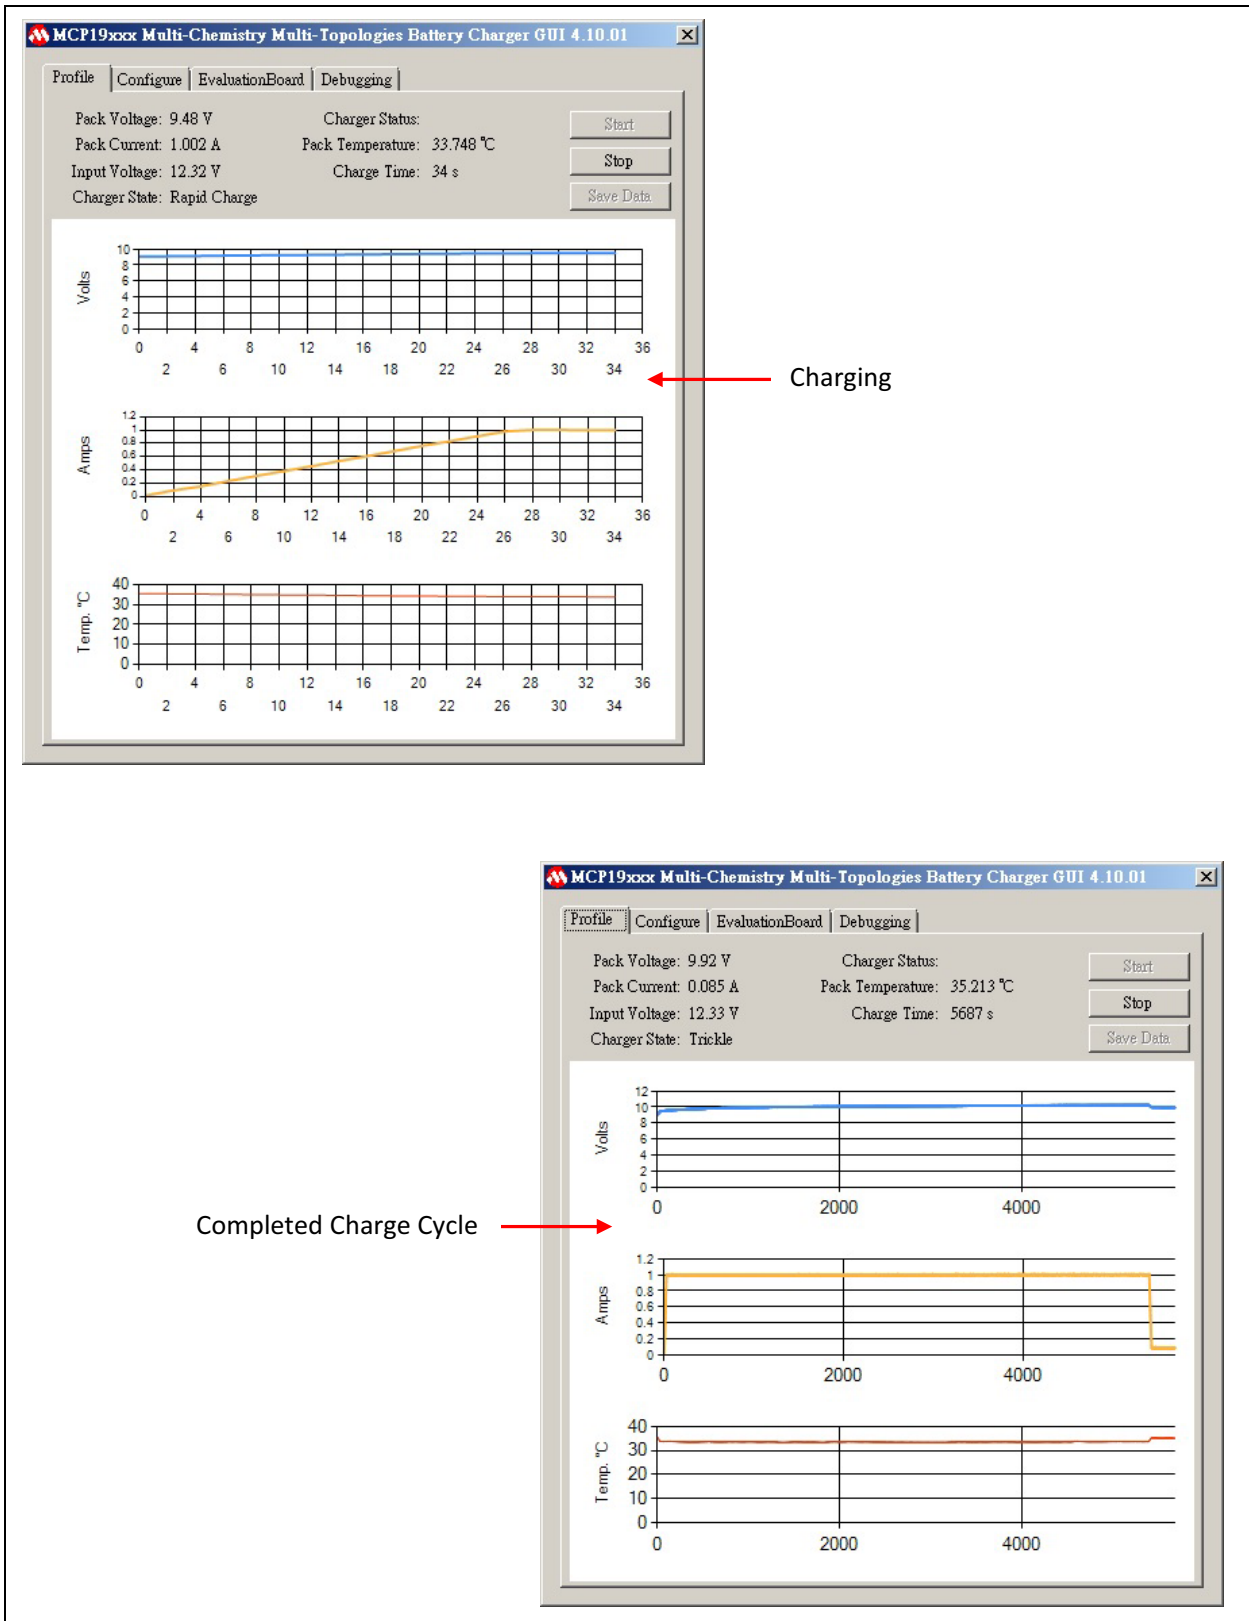 MCP19xxx Multi-Chemistry Multi-Topologies Battery Charger GUI 4.10.01
Profile Configure EvaluationBoard Debugging
Pack Voltage: 9.48 V Charger Status: Start
Pack Current: 1.002 A Pack Temperature: 33.748 °C Stop
Input Voltage: 12.32 V Charge Time: 34 s
Charger State: Rapid Charge Save Data
Volts
10
8
6
4
2
0
0 4 8 12 16 20 24 28 32 36
2 6 10 14 18 22 26 30 34
Charging
Amps
1.2
1
0.8
0.6
0.4
0.2
0
0 4 8 12 16 20 24 28 32 36
2 6 10 14 18 22 26 30 34
Temp. °C
40
30
20
10
0
0 4 8 12 16 20 24 28 32 36
2 6 10 14 18 22 26 30 34
MCP19xxx Multi-Chemistry Multi-Topologies Battery Charger GUI 4.10.01
Profile Configure EvaluationBoard Debugging
Pack Voltage: 9.92 V Charger Status: Start
Pack Current: 0.085 A Pack Temperature: 35.213 °C Stop
Input Voltage: 12.33 V Charge Time: 5687 s
Charger State: Trickle Save Data
Volts
12
10
8
6
4
2
0
0 2000 4000
Completed Charge Cycle
Amps
1.2
1
0.8
0.6
0.4
0.2
0
0 2000 4000
Temp. °C
40
30
20
10
0
0 2000 4000